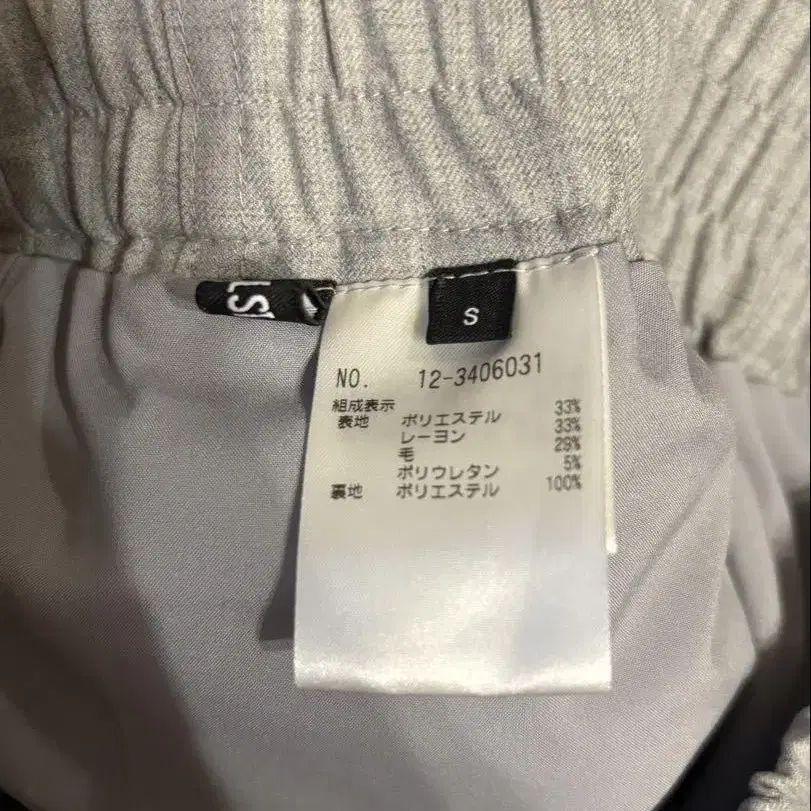 S
NO. 12-3406031
組成表示
表地 ポリエステル 33%
レーヨン 33%
毛 29%
ポリウレタン 5%
裏地 ポリエステル 100%